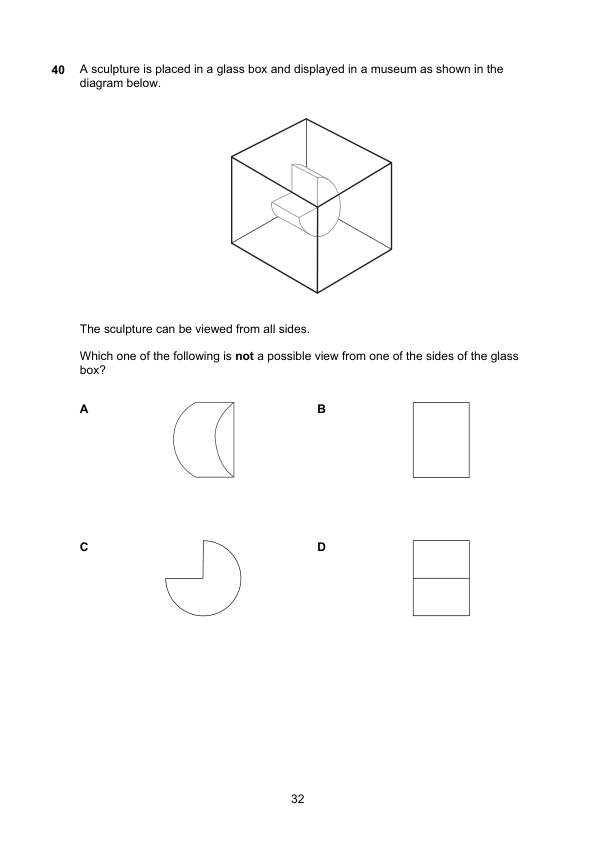 40 A sculpture is placed in a glass box and displayed in a museum as shown in the
diagram below.
The sculpture can be viewed from all sides.
Which one of the following is not a possible view from one of the sides of the glass
box?
A
B
C
D
32